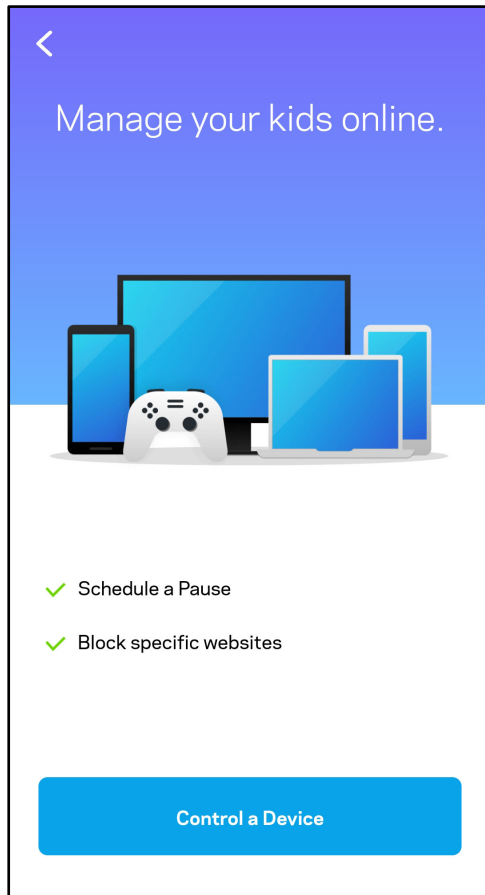 Manage your kids online.
Schedule a Pause
Block specific websites
Control a Device